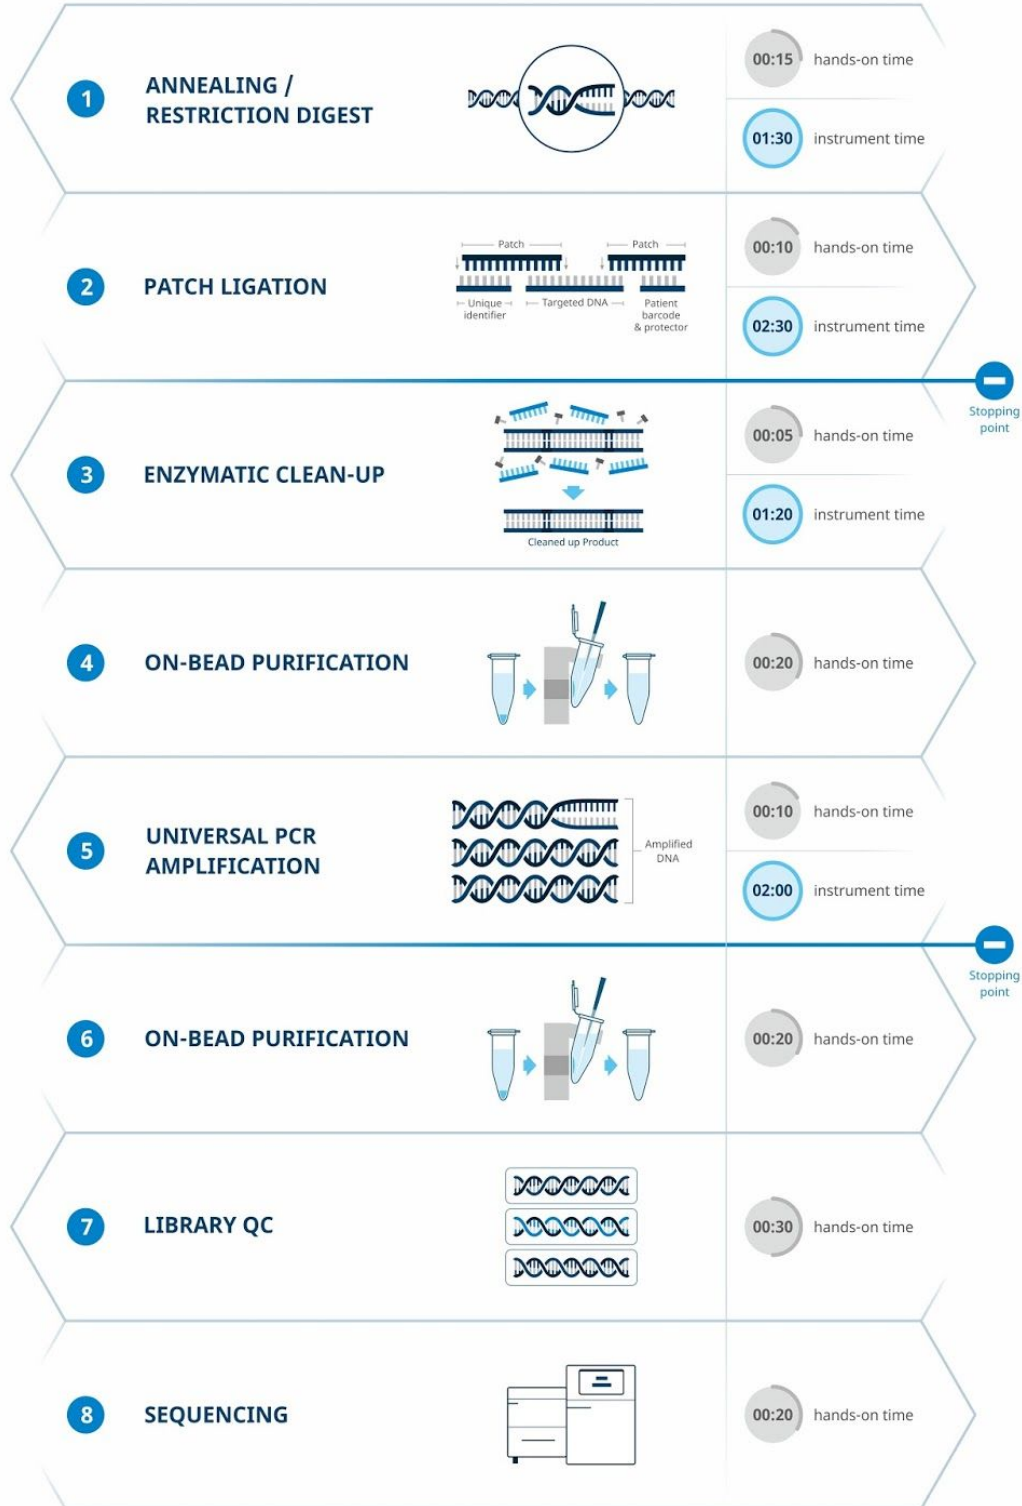 1
ANNEALING /
RESTRICTION DIGEST
00:15 hands-on time
01:30 instrument time
2
PATCH LIGATION
Patch
Patch
Unique
identifier
Targeted DNA
Patient
barcode
& protector
00:10 hands-on time
02:30 instrument time
Stopping
point
3
ENZYMATIC CLEAN-UP
Cleaned up Product
00:05 hands-on time
01:20 instrument time
4
ON-BEAD PURIFICATION
00:20 hands-on time
5
UNIVERSAL PCR
AMPLIFICATION
Amplified
DNA
00:10 hands-on time
02:00 instrument time
Stopping
point
6
ON-BEAD PURIFICATION
00:20 hands-on time
7
LIBRARY QC
00:30 hands-on time
8
SEQUENCING
00:20 hands-on time